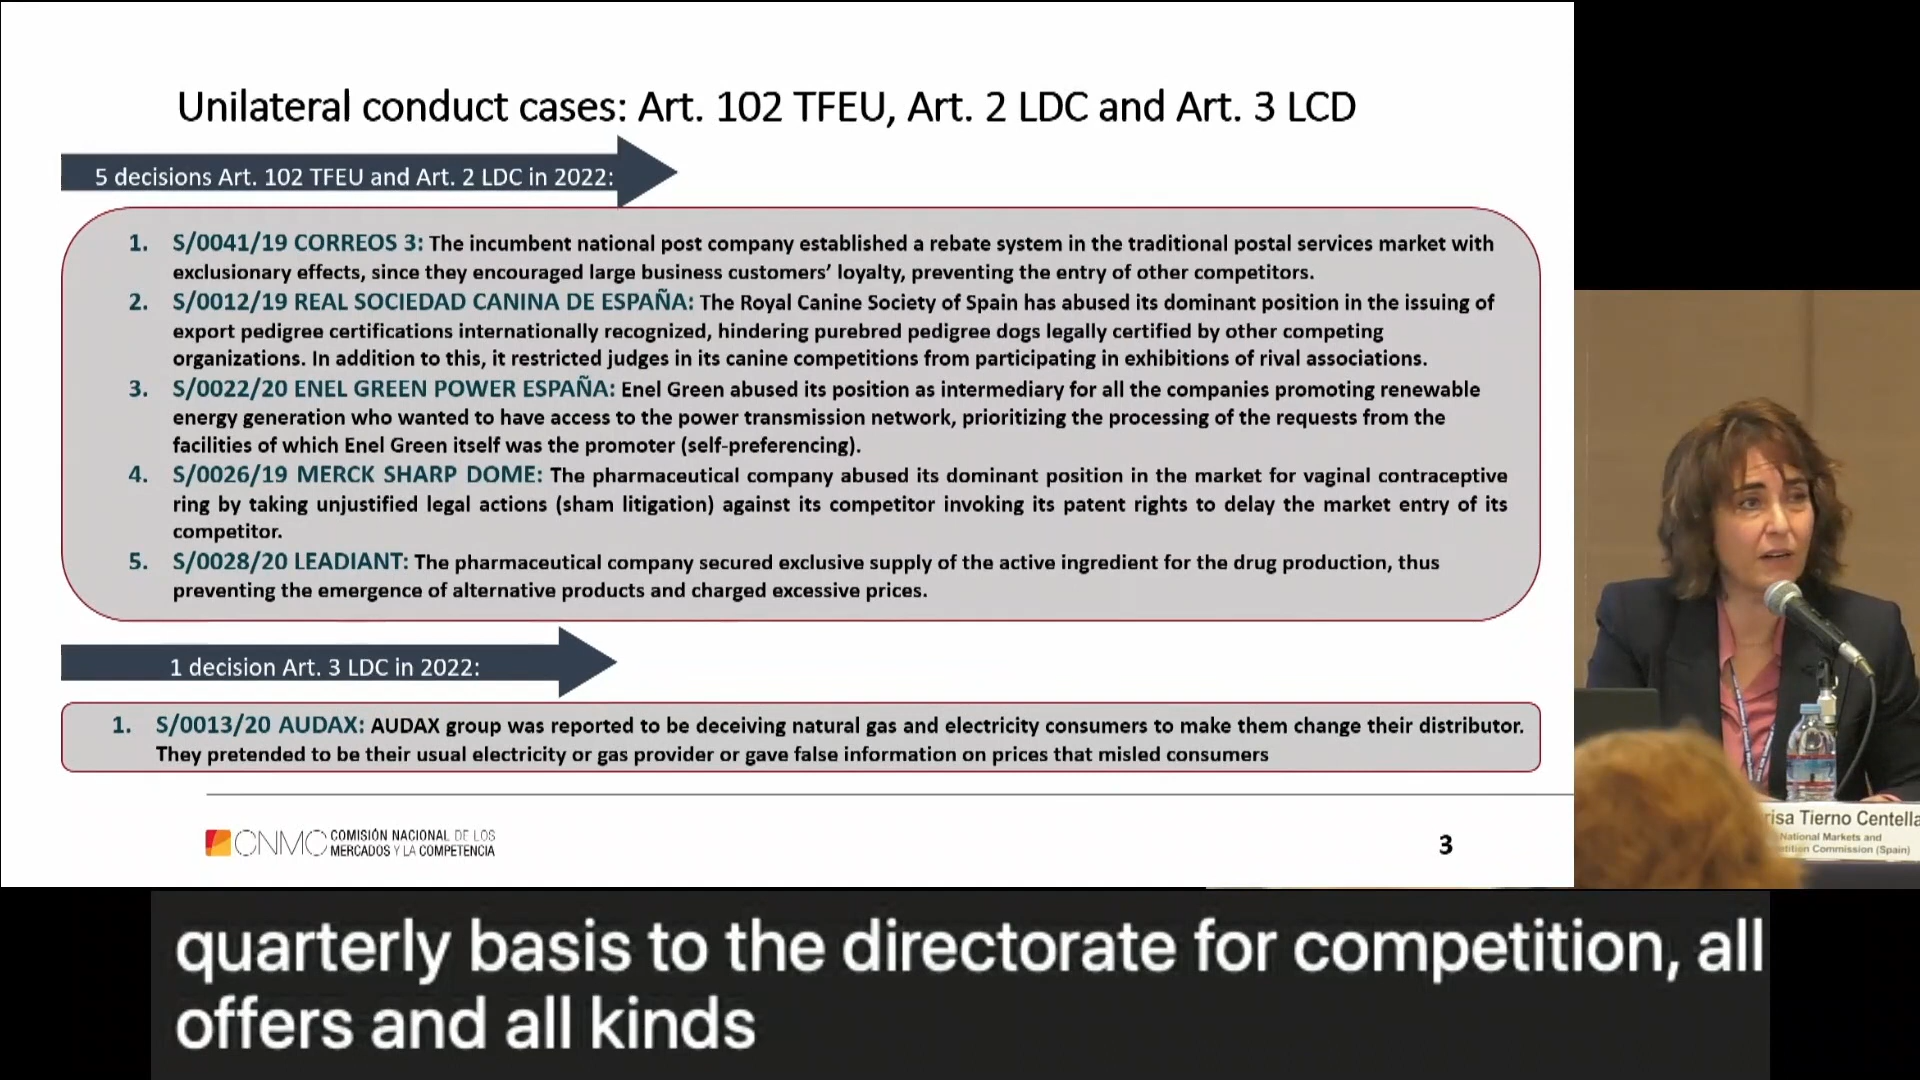 Unilateral conduct cases: Art. 102 TFEU, Art. 2 LDC and Art. 3 LCD
5 decisions Art. 102 TFEU and Art. 2 LDC in 2022:
1. S/0041/19 CORREOS 3: The incumbent national post company established a rebate system in the traditional postal services market with
exclusionary effects, since they encouraged large business customers’ loyalty, preventing the entry of other competitors.
2. S/0012/19 REAL SOCIEDAD CANINA DE ESPAÑA: The Royal Canine Society of Spain has abused its dominant position in the issuing of
export pedigree certifications internationally recognized, hindering purebred pedigree dogs legally certified by other competing
organizations. In addition to this, it restricted judges in its canine competitions from participating in exhibitions of rival associations.
3. S/0022/20 ENEL GREEN POWER ESPAÑA: Enel Green abused its position as intermediary for all the companies promoting renewable
energy generation who wanted to have access to the power transmission network, prioritizing the processing of the requests from the
facilities of which Enel Green itself was the promoter (self-preferencing).
4. S/0026/19 MERCK SHARP DOME: The pharmaceutical company abused its dominant position in the market for vaginal contraceptive
ring by taking unjustified legal actions (sham litigation) against its competitor invoking its patent rights to delay the market entry of its
competitor.
5. S/0028/20 LEADIANT: The pharmaceutical company secured exclusive supply of the active ingredient for the drug production, thus
preventing the emergence of alternative products and charged excessive prices.
1 decision Art. 3 LDC in 2022:
1. S/0013/20 AUDAX: AUDAX group was reported to be deceiving natural gas and electricity consumers to make them change their distributor.
They pretended to be their usual electricity or gas provider or gave false information on prices that misled consumers
CNMC COMISIÓN NACIONAL DE LOS
MERCADOS Y LA COMPETENCIA
3
risa Tierno Centella
National Markets and
etition Commission (Spain)
quarterly basis to the directorate for competition, all
offers and all kinds